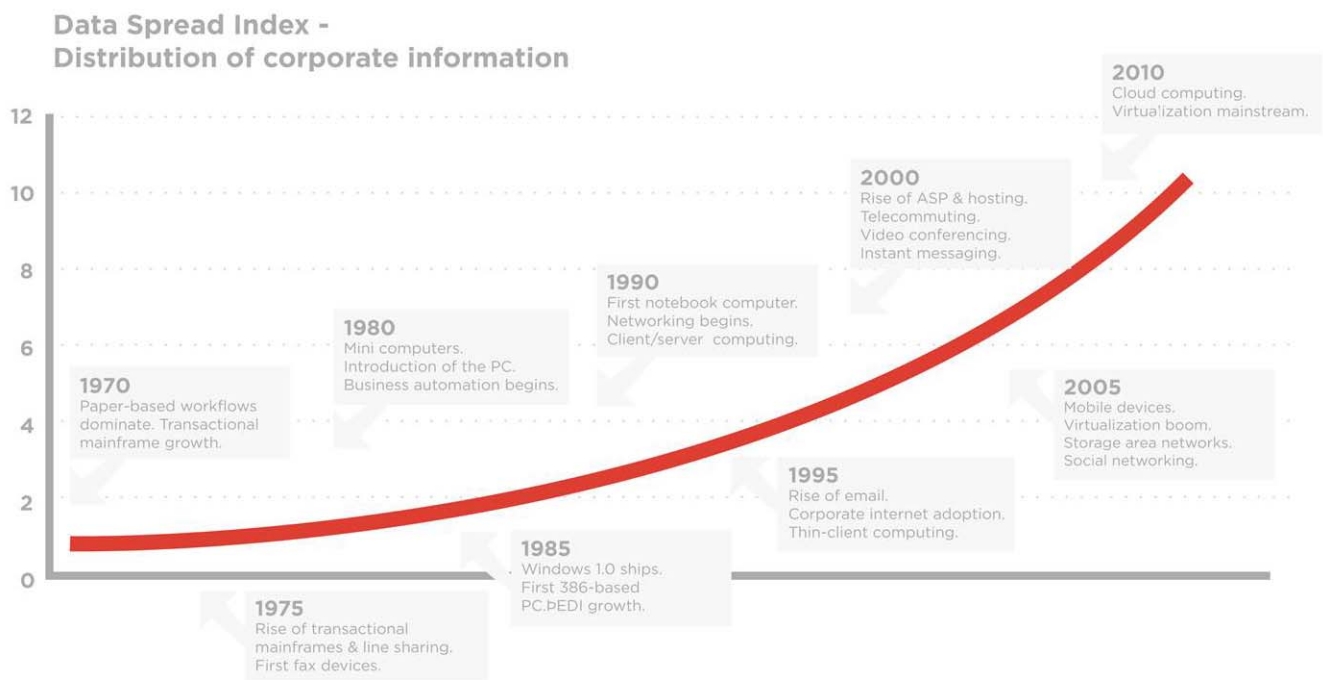 Data Spread Index -
Distribution of corporate information
12
10
8
6
4
2
0
1970
Paper-based workflows
dominate. Transactional
mainframe growth.
1975
Rise of transactional
mainframes & line sharing.
First fax devices.
1980
Mini computers.
Introduction of the PC.
Business automation begins.
1985
Windows 1.0 ships.
First 386-based
PC.ÞEDI growth.
1990
First notebook computer.
Networking begins.
Client/server computing.
1995
Rise of email.
Corporate internet adoption.
Thin-client computing.
2000
Rise of ASP & hosting.
Telecommuting.
Video conferencing.
Instant messaging.
2005
Mobile devices.
Virtualization boom.
Storage area networks.
Social networking.
2010
Cloud computing.
Virtualization mainstream.